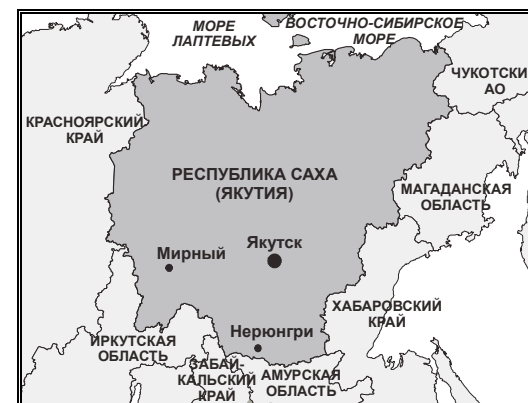 МОРЕ
ЛАПТЕВЫХ
ВОСТОЧНО-СИБИРСКОЕ
МОРЕ
ЧУКОТСКИ
АО
КРАСНОЯРСКИЙ
КРАЙ
РЕСПУБЛИКА САХА
(ЯКУТИЯ)
МАГАДАНСКАЯ
ОБЛАСТЬ
Якутск
Мирный
ХАБАРОВСКИЙ
КРАЙ
Нерюнгри
ИРКУТСКАЯ
ОБЛАСТЬ
ЗАБАЙ-
КАЛЬСКИЙ
КРАЙ
АМУРСКАЯ
ОБЛАСТЬ